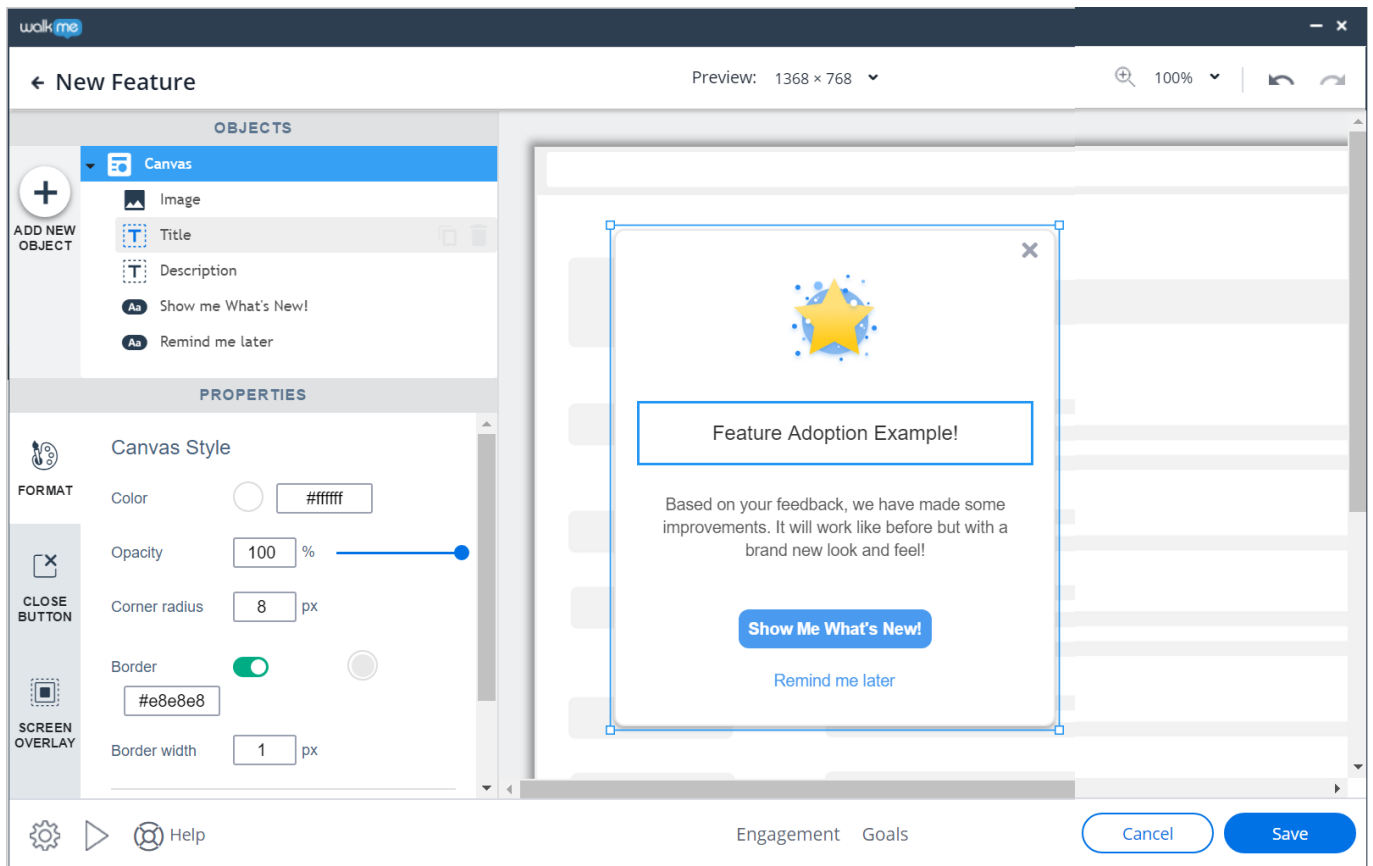 walkme
New Feature
Preview: 1368 × 768
100%
OBJECTS
ADD NEW
OBJECT
Canvas
Image
T Title
T Description
Aa Show me What's New!
Aa Remind me later
PROPERTIES
FORMAT
CLOSE
BUTTON
SCREEN
OVERLAY
Canvas Style
Color #ffffff
Opacity 100 %
Corner radius 8 px
Border
#e8e8e8
Border width 1 px
Feature Adoption Example!
Based on your feedback, we have made some
improvements. It will work like before but with a
brand new look and feel!
Show Me What's New!
Remind me later
Help
Engagement Goals
Cancel Save